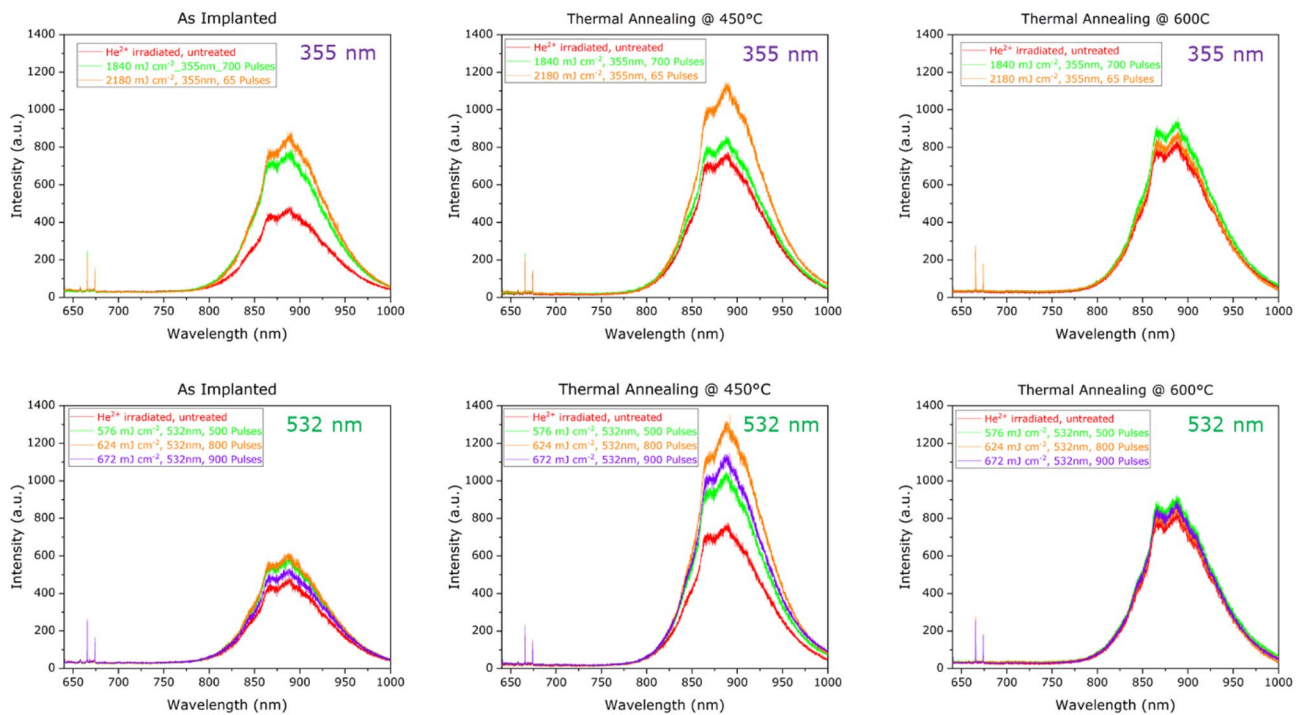 As Implanted
355 nm
He²⁺ irradiated, untreated
1840 mJ cm⁻²_355nm_700 Pulses
2180 mJ cm⁻², 355nm, 65 Pulses
Intensity (a.u.)
1400
1200
1000
800
600
400
200
0
650 700 750 800 850 900 950 1000
Wavelength (nm)
Thermal Annealing @ 450°C
355 nm
He²⁺ irradiated, untreated
1840 mJ cm⁻², 355nm, 700 Pulses
2180 mJ cm⁻², 355nm, 65 Pulses
Intensity (a.u.)
1400
1200
1000
800
600
400
200
0
650 700 750 800 850 900 950 1000
Wavelength (nm)
Thermal Annealing @ 600C
355 nm
He²⁺ irradiated, untreated
1840 mJ cm⁻², 355nm, 700 Pulses
2180 mJ cm⁻², 355nm, 65 Pulses
Intensity (a.u.)
1400
1200
1000
800
600
400
200
0
650 700 750 800 850 900 950 1000
Wavelength (nm)
As Implanted
532 nm
He²⁺ irradiated, untreated
576 mJ cm⁻², 532nm, 500 Pulses
624 mJ cm⁻², 532nm, 800 Pulses
672 mJ cm⁻², 532nm, 900 Pulses
Intensity (a.u.)
1400
1200
1000
800
600
400
200
0
650 700 750 800 850 900 950 1000
Wavelength (nm)
Thermal Annealing @ 450°C
532 nm
He²⁺ irradiated, untreated
576 mJ cm⁻², 532nm, 500 Pulses
624 mJ cm⁻², 532nm, 800 Pulses
672 mJ cm⁻², 532nm, 900 Pulses
Intensity (a.u.)
1400
1200
1000
800
600
400
200
0
650 700 750 800 850 900 950 1000
Wavelength (nm)
Thermal Annealing @ 600°C
532 nm
He²⁺ irradiated, untreated
576 mJ cm⁻², 532nm, 500 Pulses
624 mJ cm⁻², 532nm, 800 Pulses
672 mJ cm⁻², 532nm, 900 Pulses
Intensity (a.u.)
1400
1200
1000
800
600
400
200
0
650 700 750 800 850 900 950 1000
Wavelength (nm)